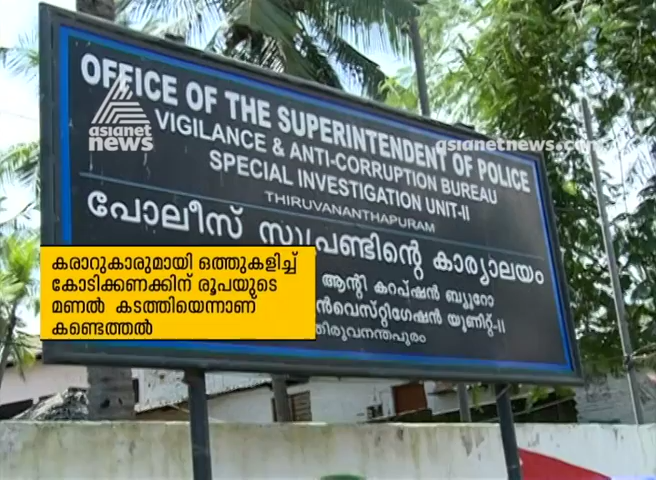 OFFICE OF THE SUPERINTENDENT OF POLICE
VIGILANCE & ANTI-CORRUPTION BUREAU
SPECIAL INVESTIGATION UNIT-II
THIRUVANANTHAPURAM
asianet
news
asianetnews.com
പോലീസ് സൂപ്രണ്ടിന്റെ കാര്യാലയം
ആന്റി കറപ്ഷൻ ബ്യൂറോ
ൻവെസ്റ്റിഗേഷൻ യൂണിറ്റ്-II
തിരുവനന്തപുരം
കരാറുകാരുമായി ഒത്തുകളിച്ച്
കോടിക്കണക്കിന് രൂപയുടെ
മണൽ കടത്തിയെന്നാണ്
കണ്ടെത്തൽ